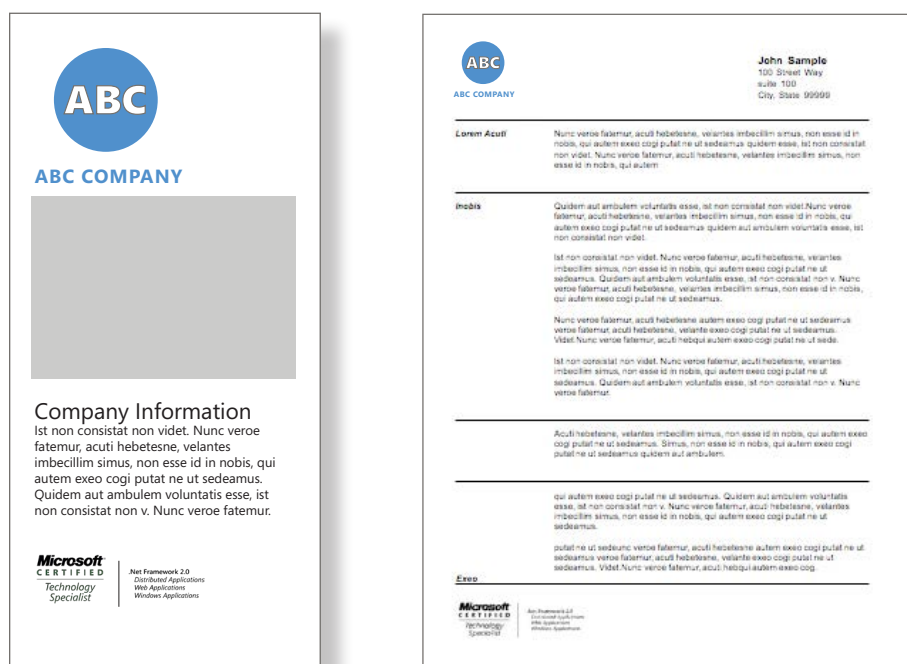 ABC
ABC COMPANY
Company Information
Ist non consistat non videt. Nunc veroe
fatemur, acuti hebetesne, velantes
imbecillim simus, non esse id in nobis, qui
autem exeo cogi putat ne ut sedeamus.
Quidem aut ambulem voluntatis esse, ist
non consistat non v. Nunc veroe fatemur.
Microsoft
CERTIFIED
Technology
Specialist
.Net Framework 2.0
Distributed Applications
Web Applications
Windows Applications
ABC
ABC COMPANY
John Sample
100 Street Way
suite 100
City, State 99999
Lorem Acuti
Nunc veroe fatemur, acuti hebetesne, velantes imbecillim simus, non esse id in
nobis, qui autem exeo cogi putat ne ut sedeamus quidem esse, ist non consistat
non videt. Nunc veroe fatemur, acuti hebetesne, velantes imbecillim simus, non
esse id in nobis, qui autem
Inobis
Quidem aut ambulem voluntatis esse, ist non consistat non videt.Nunc veroe
fatemur, acuti hebetesne, velantes imbecillim simus, non esse id in nobis, qui
autem exeo cogi putat ne ut sedeamus quidem aut ambulem voluntatis esse, ist
non consistat non videt.
Ist non consistat non videt. Nunc veroe fatemur, acuti hebetesne, velantes
imbecillim simus, non esse id in nobis, qui autem exeo cogi putat ne ut
sedeamus. Quidem aut ambulem voluntatis esse, ist non consistat non v. Nunc
veroe fatemur, acuti hebetesne, velantes imbecillim simus, non esse id in nobis,
qui autem exeo cogi putat ne ut sedeamus.
Nunc veroe fatemur, acuti hebetesne autem exeo cogi putat ne ut sedeamus
veroe fatemur, acuti hebetesne, velante exeo cogi putat ne ut sedeamus.
Videt.Nunc veroe fatemur, acuti hebqui autem exeo cogi putat ne ut sede.
Ist non consistat non videt. Nunc veroe fatemur, acuti hebetesne, velantes
imbecillim simus, non esse id in nobis, qui autem exeo cogi putat ne ut
sedeamus. Quidem aut ambulem voluntatis esse, ist non consistat non v. Nunc
veroe fatemur.
Acuti hebetesne, velantes imbecillim simus, non esse id in nobis, qui autem exeo
cogi putat ne ut sedeamus. Simus, non esse id in nobis, qui autem exeo cogi
putat ne ut sedeamus quidem aut ambulem.
qui autem exeo cogi putat ne ut sedeamus. Quidem aut ambulem voluntatis
esse, ist non consistat non v. Nunc veroe fatemur, acuti hebetesne, velantes
imbecillim simus, non esse id in nobis, qui autem exeo cogi putat ne ut
sedeamus.
putat ne ut sedeunc veroe fatemur, acuti hebetesne autem exeo cogi putat ne ut
sedeamus veroe fatemur, acuti hebetesne, velante exeo cogi putat ne ut
sedeamus. Videt.Nunc veroe fatemur, acuti hebqui autem exeo cog.
Exeo
Microsoft
CERTIFIED
Technology
Specialist
.Net Framework 2.0
Distributed Applications
Web Applications
Windows Applications